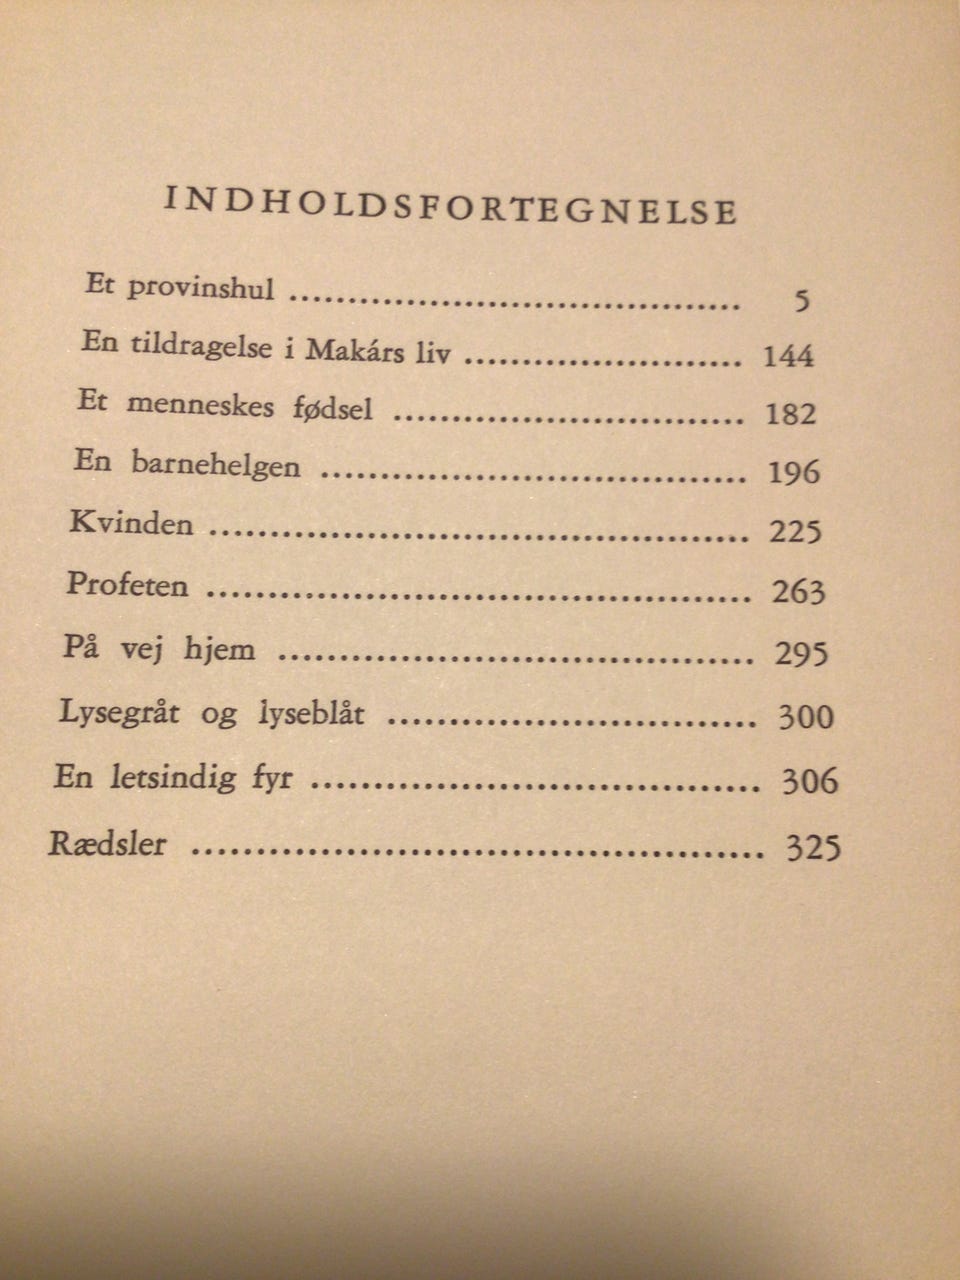 INDHOLDSFORTEGNELSE
Et provinshul ........................................ 5
En tildragelse i Makárs liv ........................ 144
Et menneskes fødsel .............................. 182
En barnehelgen .................................... 196
Kvinden .............................................. 225
Profeten .............................................. 263
På vej hjem ........................................ 295
Lysegråt og lyseblåt .............................. 300
En letsindig fyr .................................... 306
Rædsler .............................................. 325